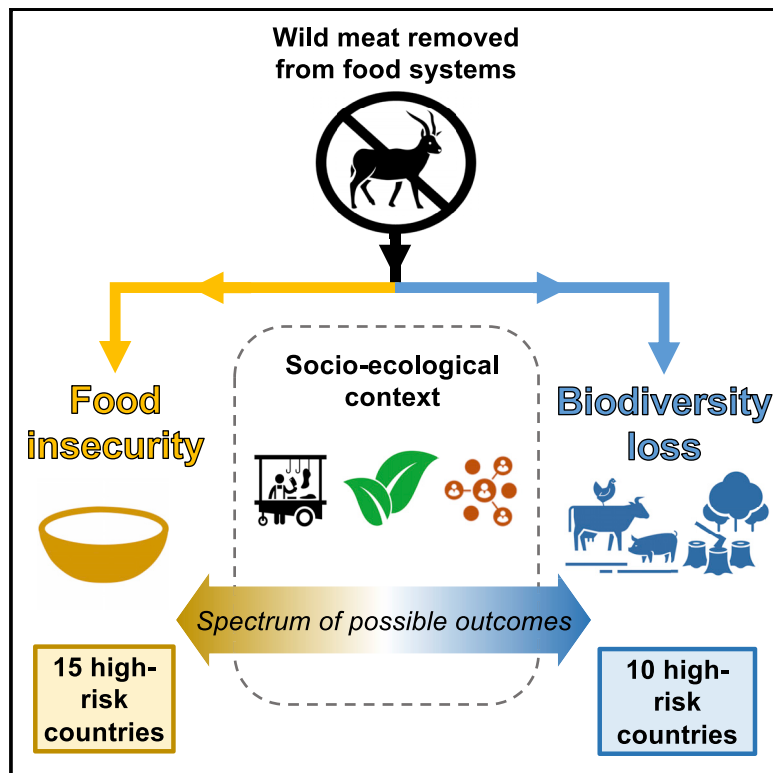 Wild meat removed
from food systems
Socio-ecological
context
Food
insecurity
Biodiversity
loss
Spectrum of possible outcomes
15 high-
risk
countries
10 high-
risk
countries